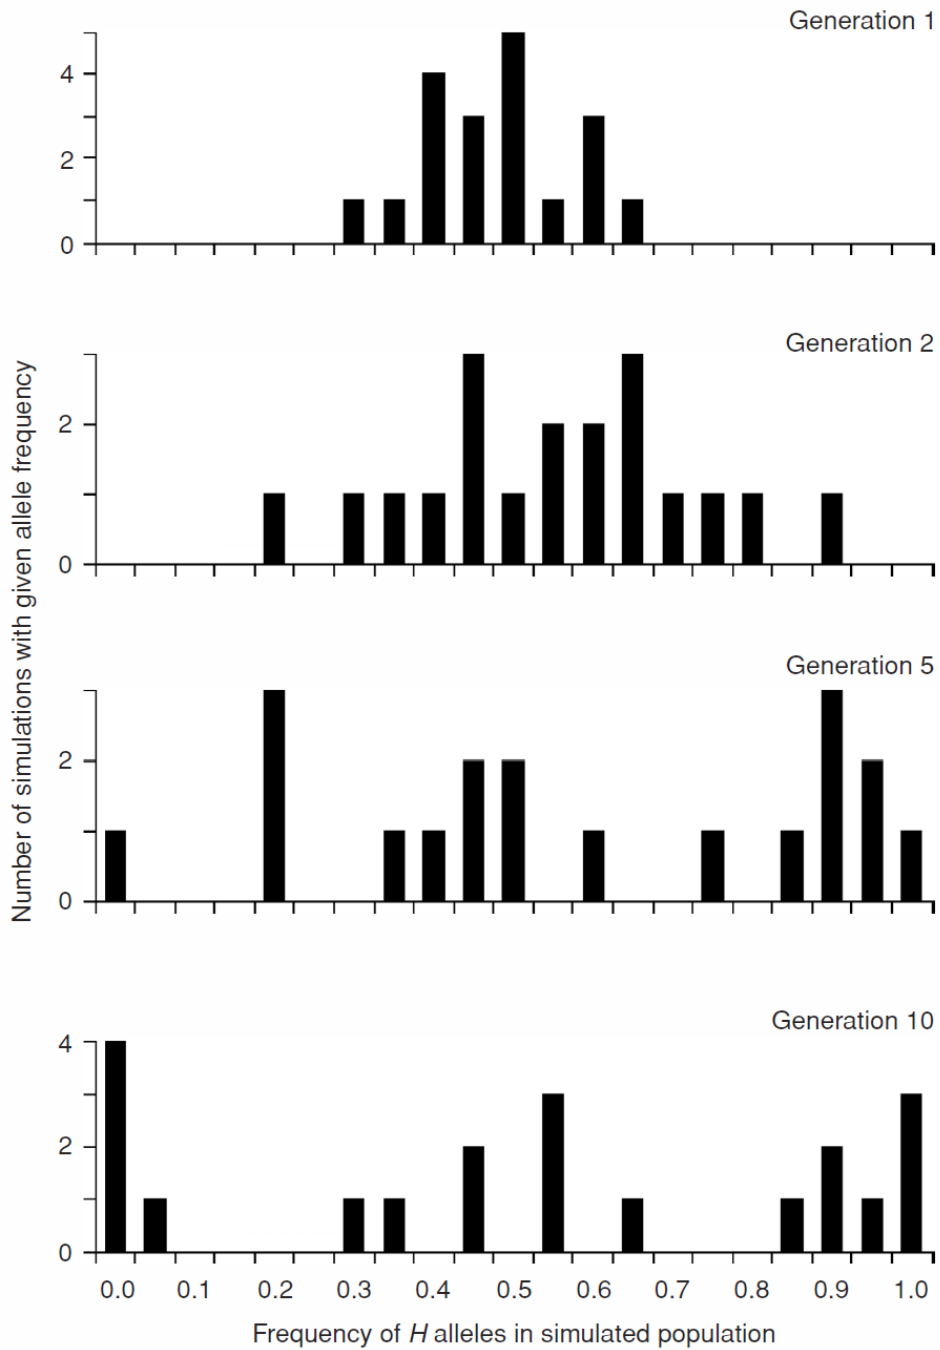 Generation 1
4
2
0
Generation 2
2
0
Generation 5
2
0
Generation 10
4
2
0
0.0 0.1 0.2 0.3 0.4 0.5 0.6 0.7 0.8 0.9 1.0
Frequency of H alleles in simulated population
Number of simulations with given allele frequency